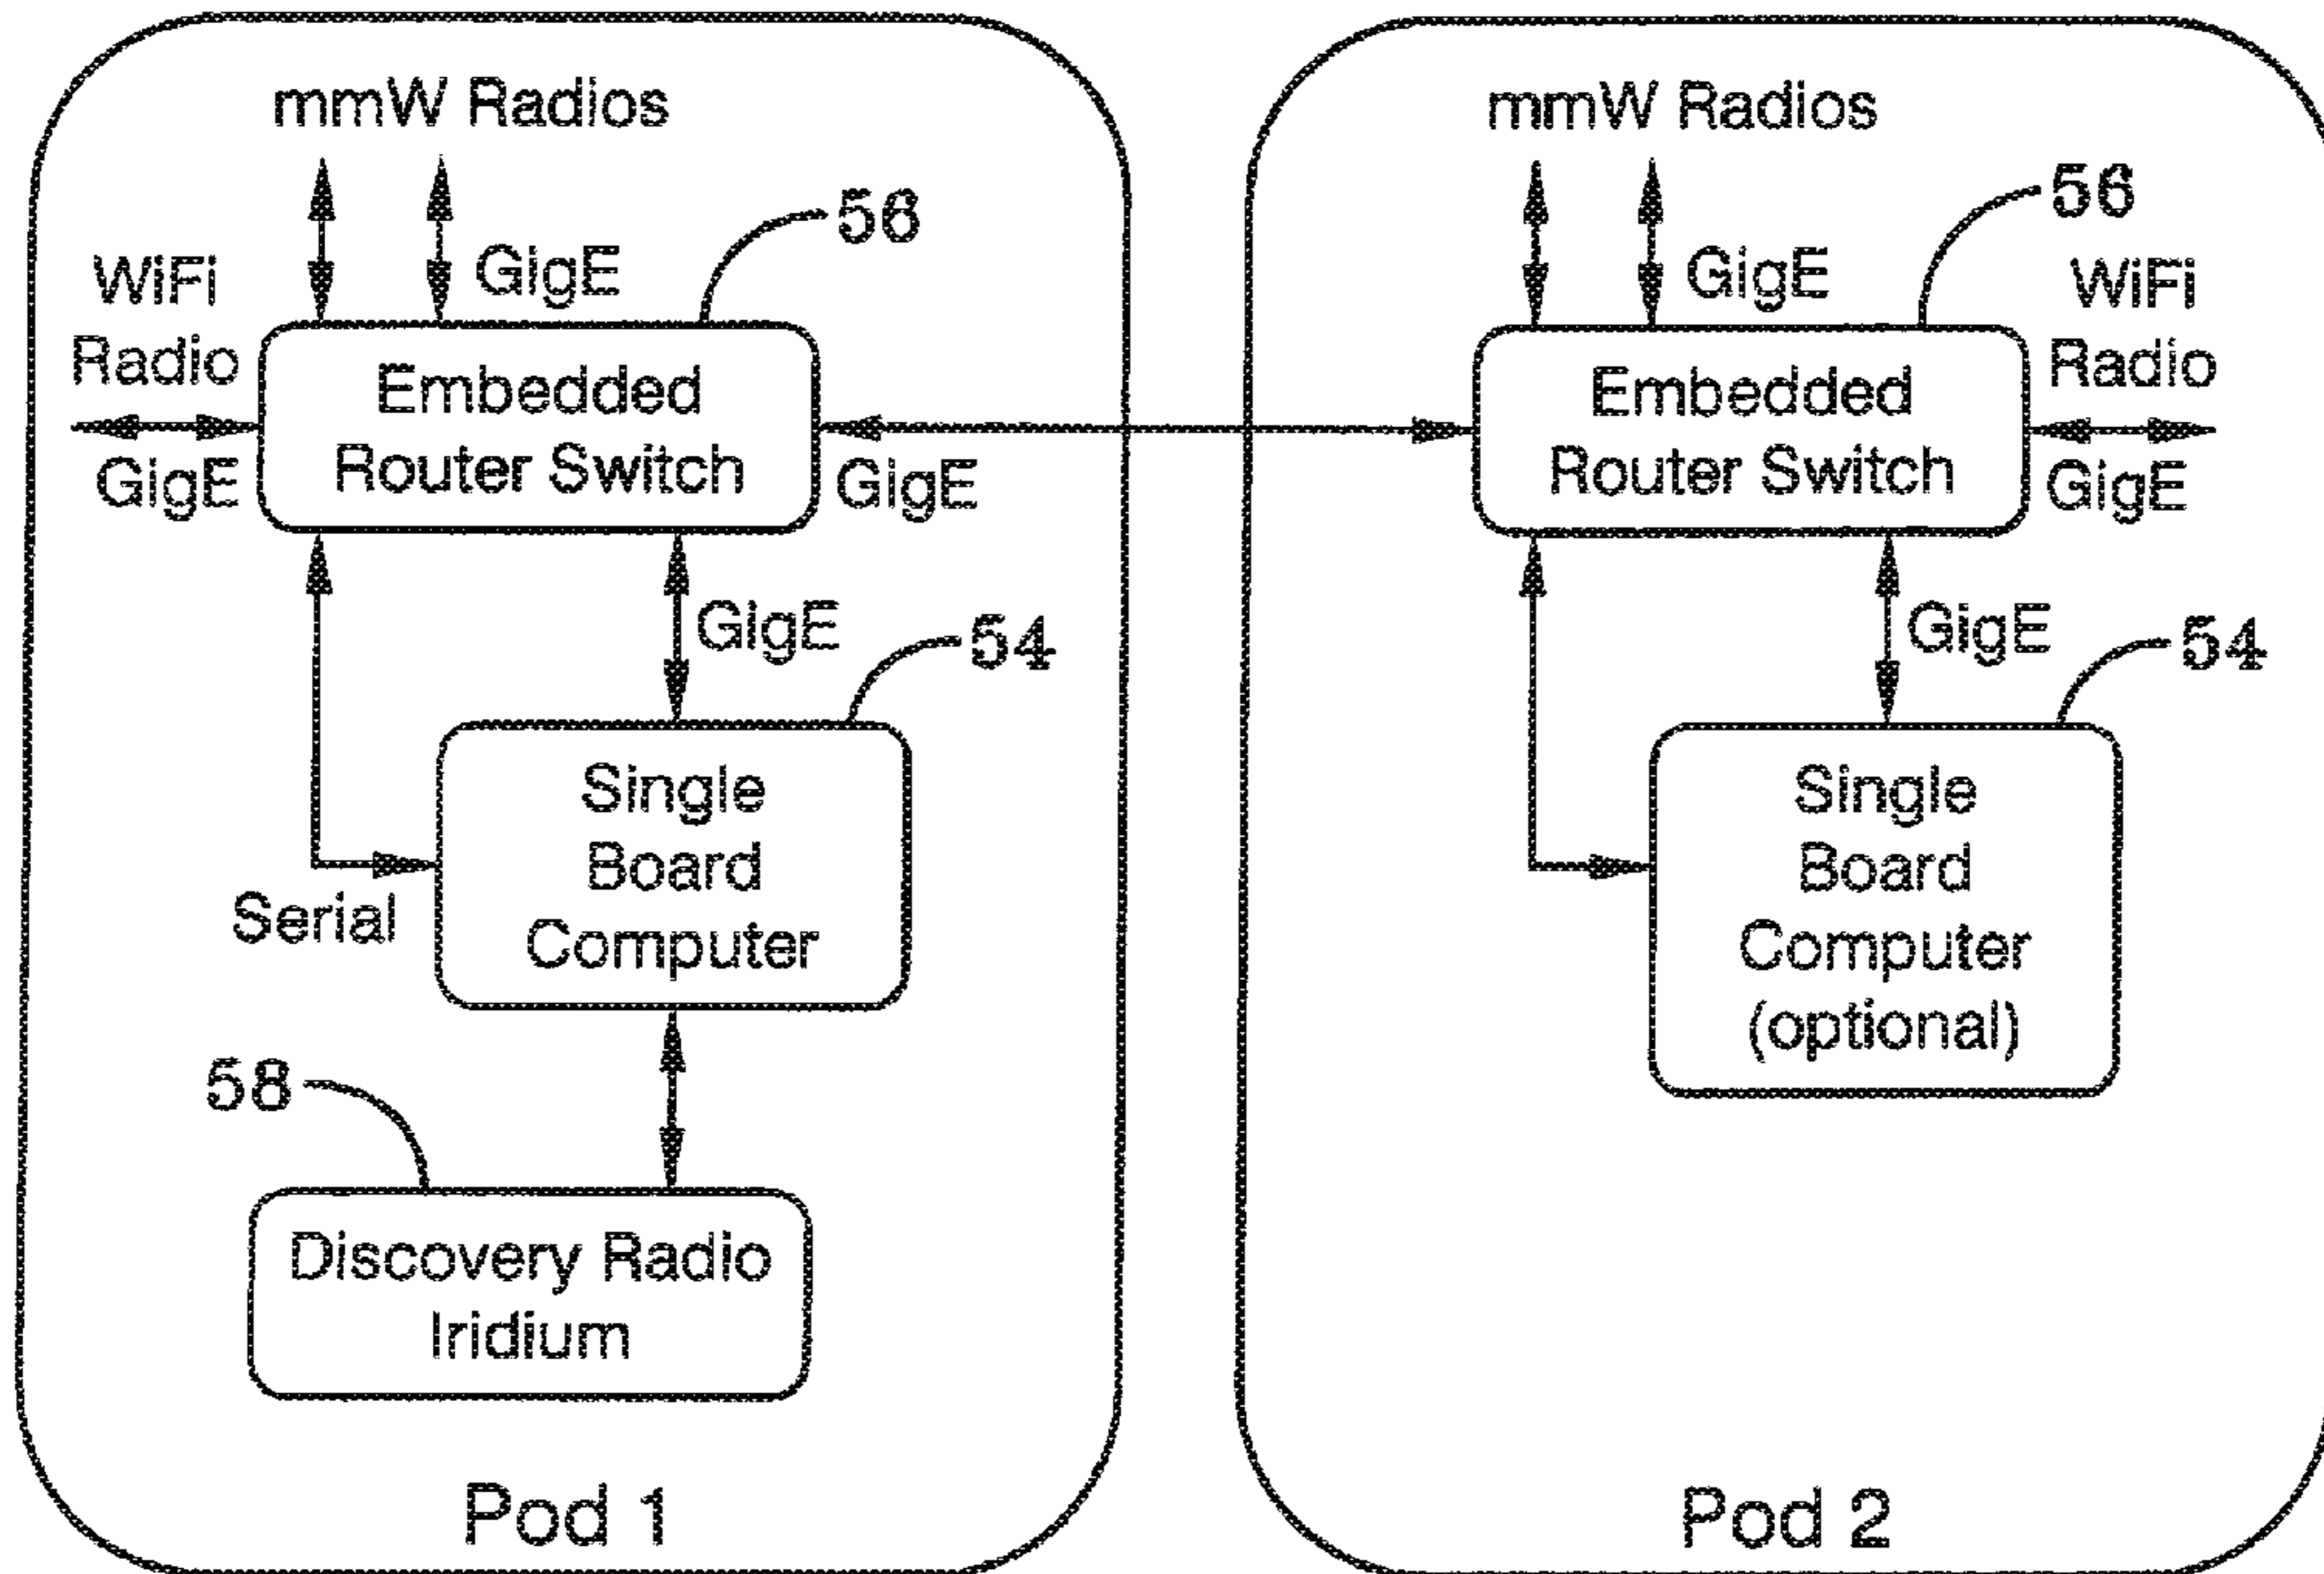 mmW Radios
56
GigE
WiFi
Radio
GigE
Embedded
Router Switch
GigE
GigE
54
Serial
Single
Board
Computer
58
Discovery Radio
Iridium
Pod 1
mmW Radios
56
GigE
WiFi
Radio
GigE
Embedded
Router Switch
GigE
54
Single
Board
Computer
(optional)
Pod 2